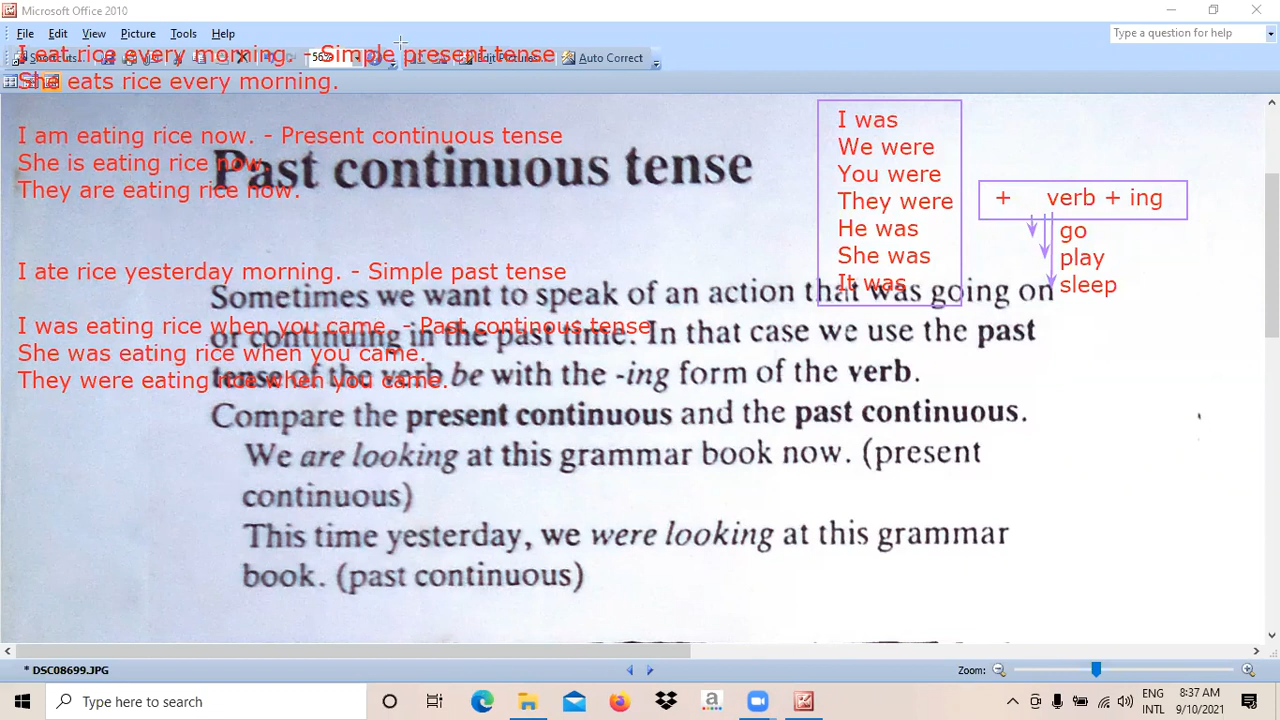 Microsoft Office 2010
File Edit View Picture Tools Help
Type a question for help
I eat rice every morning. - Simple present tense
Shortcuts... 56% Edit Pictures... Auto Correct
She eats rice every morning.
I am eating rice now. - Present continuous tense
She is eating rice now.
They are eating rice now.
Past continuous tense
I was
We were
You were
They were
He was
She was
It was
+ verb + ing
go
play
sleep
I ate rice yesterday morning. - Simple past tense
Sometimes we want to speak of an action that was going on
I was eating rice when you came. - Past continous tense
or continuing in the past time. In that case we use the past
She was eating rice when you came.
tense of the verb be with the -ing form of the verb.
They were eating rice when you came.
Compare the present continuous and the past continuous.
We are looking at this grammar book now. (present
continuous)
This time yesterday, we were looking at this grammar
book. (past continuous)
* DSC08699.JPG
Zoom:
Type here to search
a
ENG
INTL
8:37 AM
9/10/2021